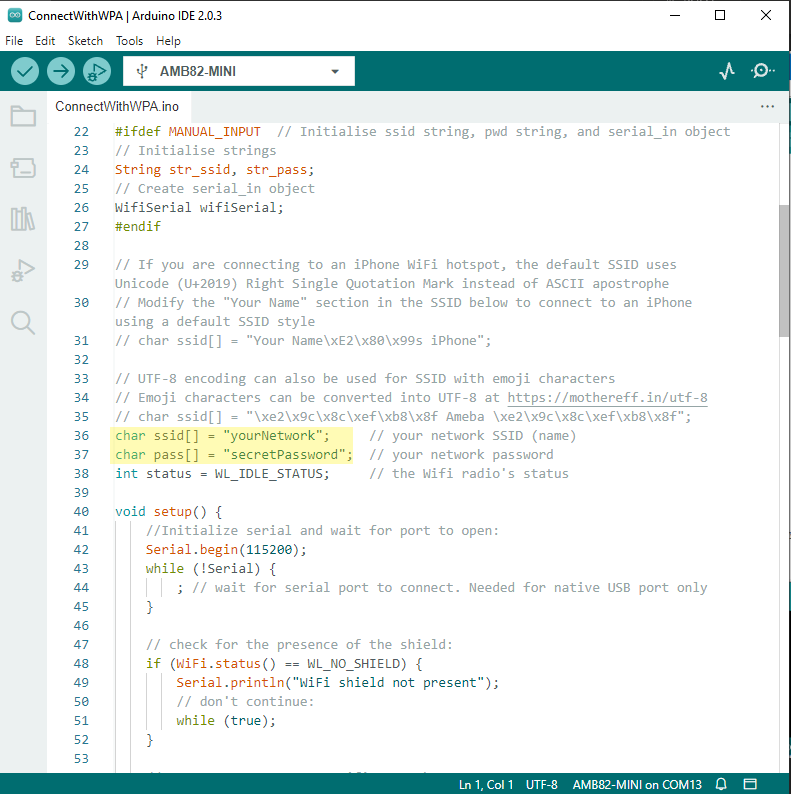 ConnectWithWPA | Arduino IDE 2.0.3
File Edit Sketch Tools Help
AMB82-MINI
ConnectWithWPA.ino
22 #ifdef MANUAL_INPUT  // Initialise ssid string, pwd string, and serial_in object
23 // Initialise strings
24 String str_ssid, str_pass;
25 // Create serial_in object
26 WifiSerial wifiSerial;
27 #endif
28
29 // If you are connecting to an iPhone WiFi hotspot, the default SSID uses
Unicode (U+2019) Right Single Quotation Mark instead of ASCII apostrophe
30 // Modify the "Your Name" section in the SSID below to connect to an iPhone
using a default SSID style
31 // char ssid[] = "Your Name\xE2\x80\x99s iPhone";
32
33 // UTF-8 encoding can also be used for SSID with emoji characters
34 // Emoji characters can be converted into UTF-8 at https://mothereff.in/utf-8
35 // char ssid[] = "\xe2\x9c\x8c\xef\xb8\x8f Ameba \xe2\x9c\x8c\xef\xb8\x8f";
36 char ssid[] = "yourNetwork";     // your network SSID (name)
37 char pass[] = "secretPassword";  // your network password
38 int status = WL_IDLE_STATUS;     // the Wifi radio's status
39
40 void setup() {
41     //Initialize serial and wait for port to open:
42     Serial.begin(115200);
43     while (!Serial) {
44         ; // wait for serial port to connect. Needed for native USB port only
45     }
46
47     // check for the presence of the shield:
48     if (WiFi.status() == WL_NO_SHIELD) {
49         Serial.println("WiFi shield not present");
50         // don't continue:
51         while (true);
52     }
53
Ln 1, Col 1 UTF-8 AMB82-MINI on COM13